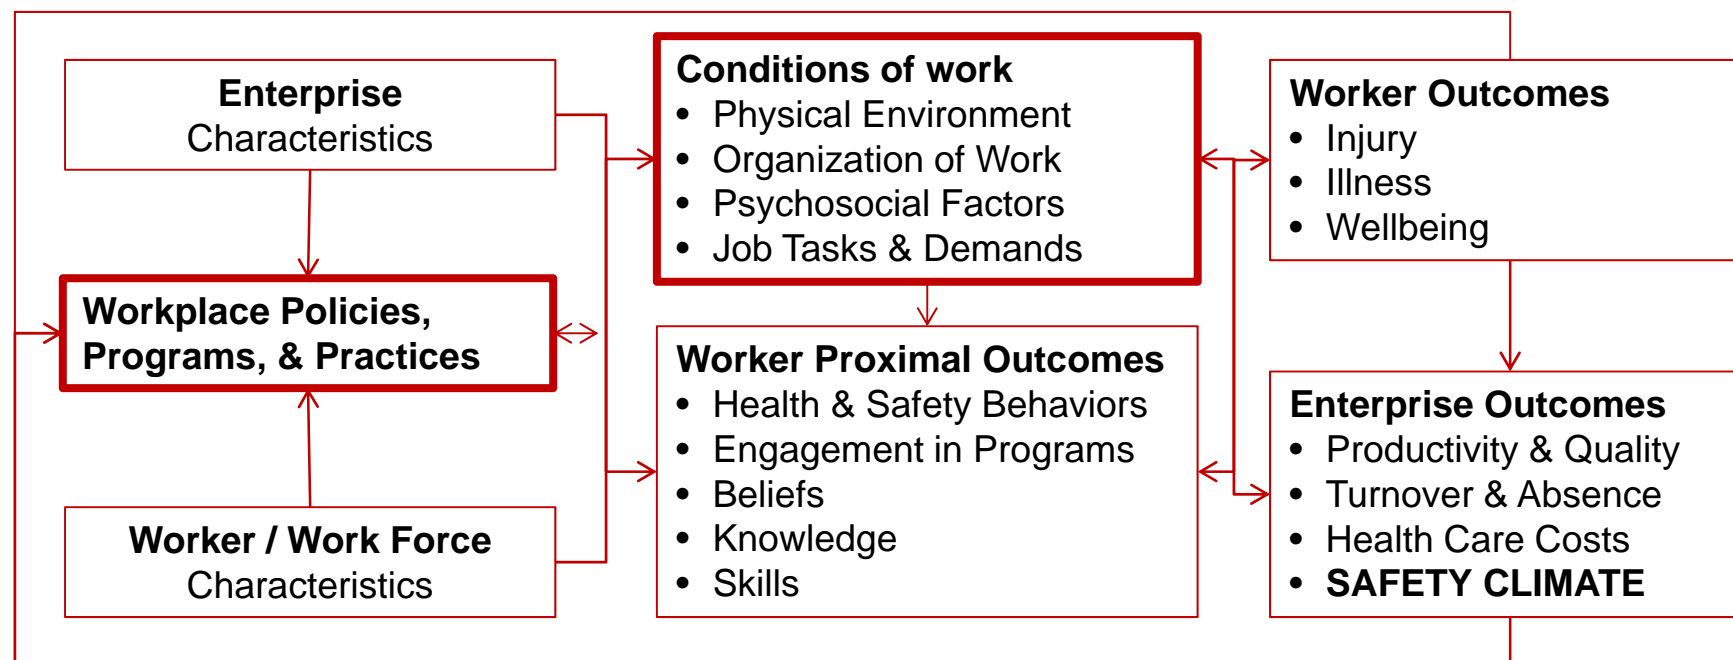 Enterprise
Characteristics
Workplace Policies,
Programs, & Practices
Worker / Work Force
Characteristics
Conditions of work
• Physical Environment
• Organization of Work
• Psychosocial Factors
• Job Tasks & Demands
Worker Proximal Outcomes
• Health & Safety Behaviors
• Engagement in Programs
• Beliefs
• Knowledge
• Skills
Worker Outcomes
• Injury
• Illness
• Wellbeing
Enterprise Outcomes
• Productivity & Quality
• Turnover & Absence
• Health Care Costs
• SAFETY CLIMATE